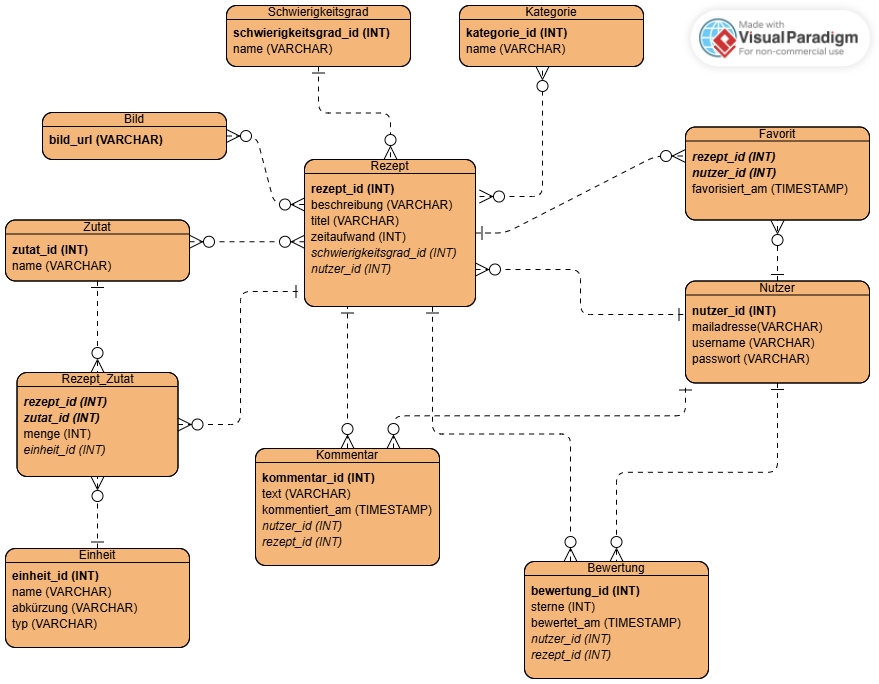 Schwierigkeitsgrad
schwierigkeitsgrad_id (INT)
name (VARCHAR)
Kategorie
kategorie_id (INT)
name (VARCHAR)
Made with
Visual Paradigm
For non-commercial use
Bild
bild_url (VARCHAR)
Favorit
rezept_id (INT)
nutzer_id (INT)
favorisiert_am (TIMESTAMP)
Rezept
rezept_id (INT)
beschreibung (VARCHAR)
titel (VARCHAR)
zeitaufwand (INT)
schwierigkeitsgrad_id (INT)
nutzer_id (INT)
Zutat
zutat_id (INT)
name (VARCHAR)
Nutzer
nutzer_id (INT)
mailadresse(VARCHAR)
username (VARCHAR)
passwort (VARCHAR)
Rezept_Zutat
rezept_id (INT)
zutat_id (INT)
menge (INT)
einheit_id (INT)
Kommentar
kommentar_id (INT)
text (VARCHAR)
kommentiert_am (TIMESTAMP)
nutzer_id (INT)
rezept_id (INT)
Einheit
einheit_id (INT)
name (VARCHAR)
abkürzung (VARCHAR)
typ (VARCHAR)
Bewertung
bewertung_id (INT)
sterne (INT)
bewertet_am (TIMESTAMP)
nutzer_id (INT)
rezept_id (INT)